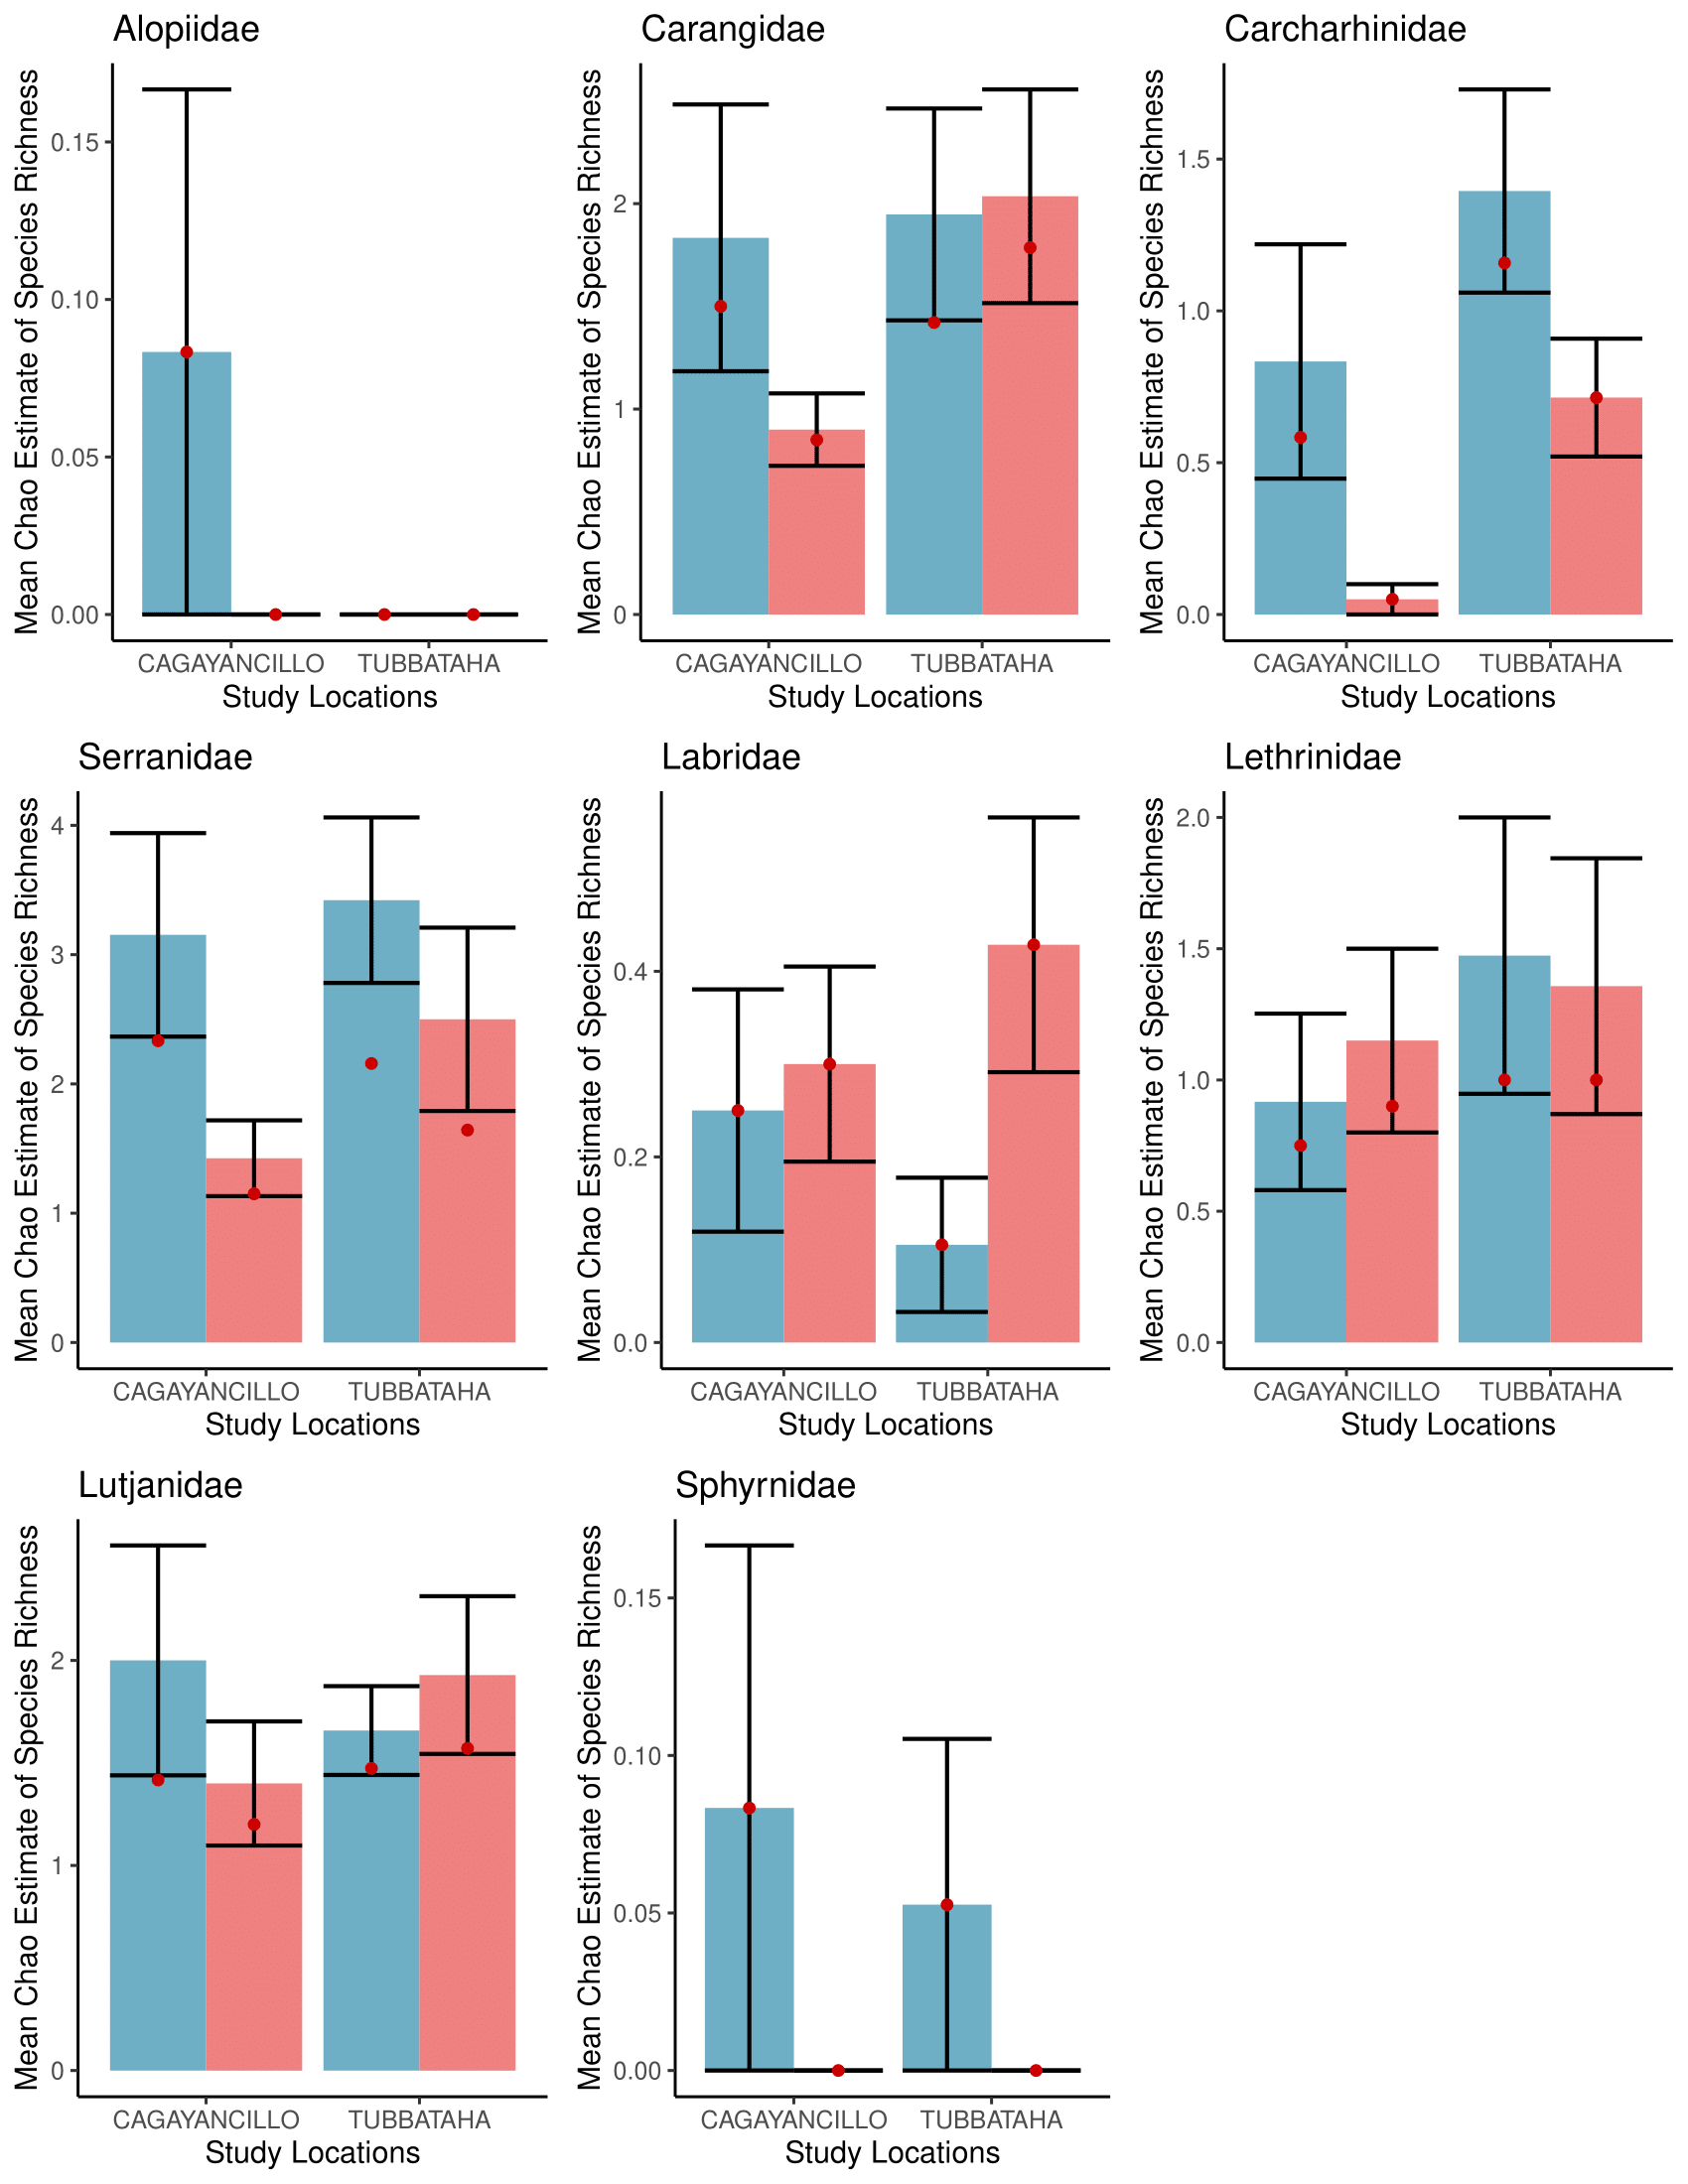 Alopiidae
Mean Chao Estimate of Species Richness
0.15
0.10
0.05
0.00
CAGAYANCILLO TUBBATAHA
Study Locations
Carangidae
Mean Chao Estimate of Species Richness
2
1
0
CAGAYANCILLO TUBBATAHA
Study Locations
Carcharhinidae
Mean Chao Estimate of Species Richness
1.5
1.0
0.5
0.0
CAGAYANCILLO TUBBATAHA
Study Locations
Serranidae
Mean Chao Estimate of Species Richness
4
3
2
1
0
CAGAYANCILLO TUBBATAHA
Study Locations
Labridae
Mean Chao Estimate of Species Richness
0.4
0.2
0.0
CAGAYANCILLO TUBBATAHA
Study Locations
Lethrinidae
Mean Chao Estimate of Species Richness
2.0
1.5
1.0
0.5
0.0
CAGAYANCILLO TUBBATAHA
Study Locations
Lutjanidae
Mean Chao Estimate of Species Richness
2
1
0
CAGAYANCILLO TUBBATAHA
Study Locations
Sphyrnidae
Mean Chao Estimate of Species Richness
0.15
0.10
0.05
0.00
CAGAYANCILLO TUBBATAHA
Study Locations